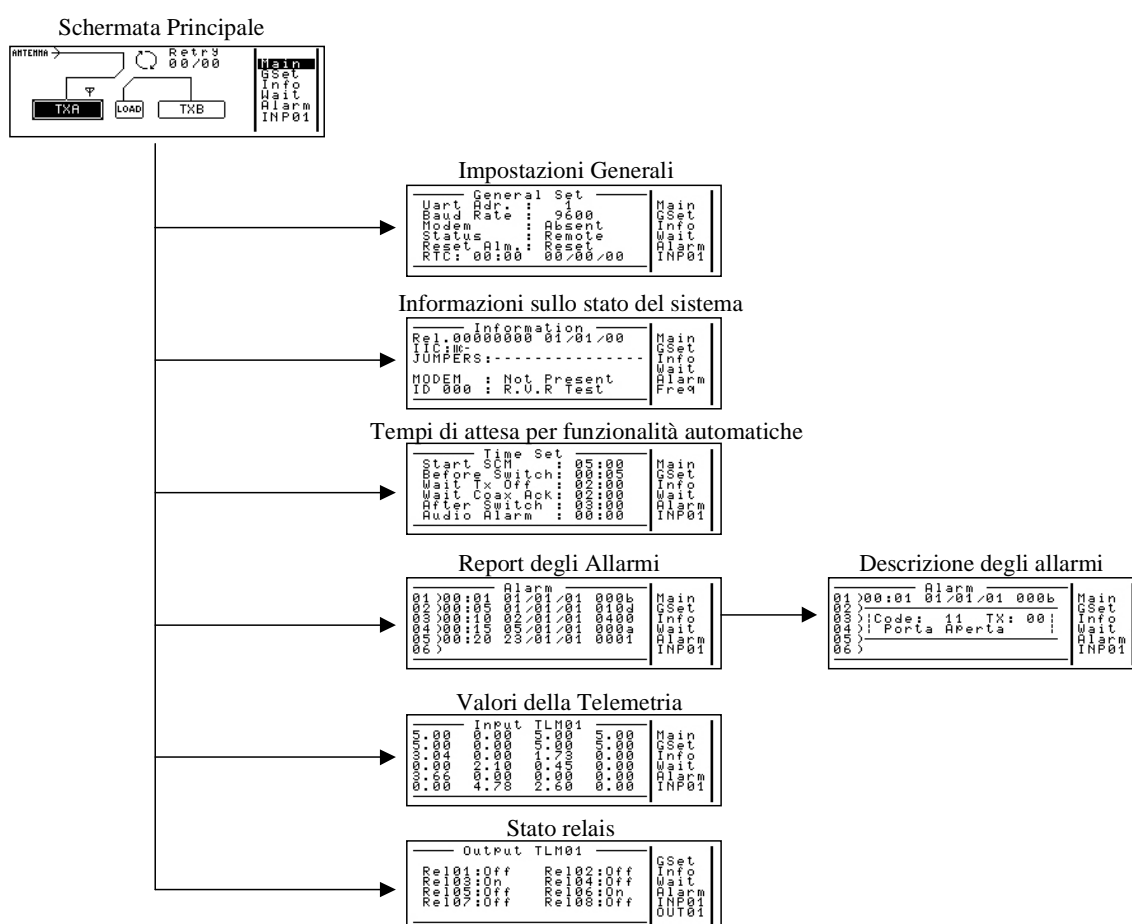 Schermata Principale
ANTENNA
Retry
00/00
TXA
LOAD
TXB
Main
GSet
Info
Wait
Alarm
INP01
Impostazioni Generali
General Set
Uart Adr. : 1
Baud Rate : 9600
Modem : Absent
Status : Remote
Reset Alm.: Reset
RTC: 00:00 00/00/00
Main
GSet
Info
Wait
Alarm
INP01
Informazioni sullo stato del sistema
Information
Rel.00000000 01/01/00
IIC:MC-
JUMPERS:---------------
MODEM : Not Present
ID 000 : R.V.R Test
Main
GSet
Info
Wait
Alarm
Freq
Tempi di attesa per funzionalità automatiche
Time Set
Start SCM : 05:00
Before Switch: 00:05
Wait Tx Off : 02:00
Wait Coax Ack: 02:00
After Switch : 03:00
Audio Alarm : 00:00
Main
GSet
Info
Wait
Alarm
INP01
Report degli Allarmi
Alarm
01)00:01 01/01/01 000b
02)00:05 01/01/01 010d
03)00:10 02/01/01 0400
04)00:15 05/01/01 000a
05)00:20 23/01/01 0001
06)
Main
GSet
Info
Wait
Alarm
INP01
Descrizione degli allarmi
Alarm
01)00:01 01/01/01 000b
02)
03)|Code: 11 TX: 00|
04)| Porta Aperta |
05)
06)
Main
GSet
Info
Wait
Alarm
INP01
Valori della Telemetria
Input TLM01
5.00 0.00 5.00 5.00
5.00 0.00 5.00 5.00
3.04 0.00 1.73 0.00
0.00 2.10 0.45 0.00
3.66 0.00 0.00 0.00
0.00 4.78 2.60 0.00
Main
GSet
Info
Wait
Alarm
INP01
Stato relais
Output TLM01
Rel01:Off Rel02:Off
Rel03:On Rel04:Off
Rel05:Off Rel06:On
Rel07:Off Rel08:Off
GSet
Info
Wait
Alarm
INP01
OUT01